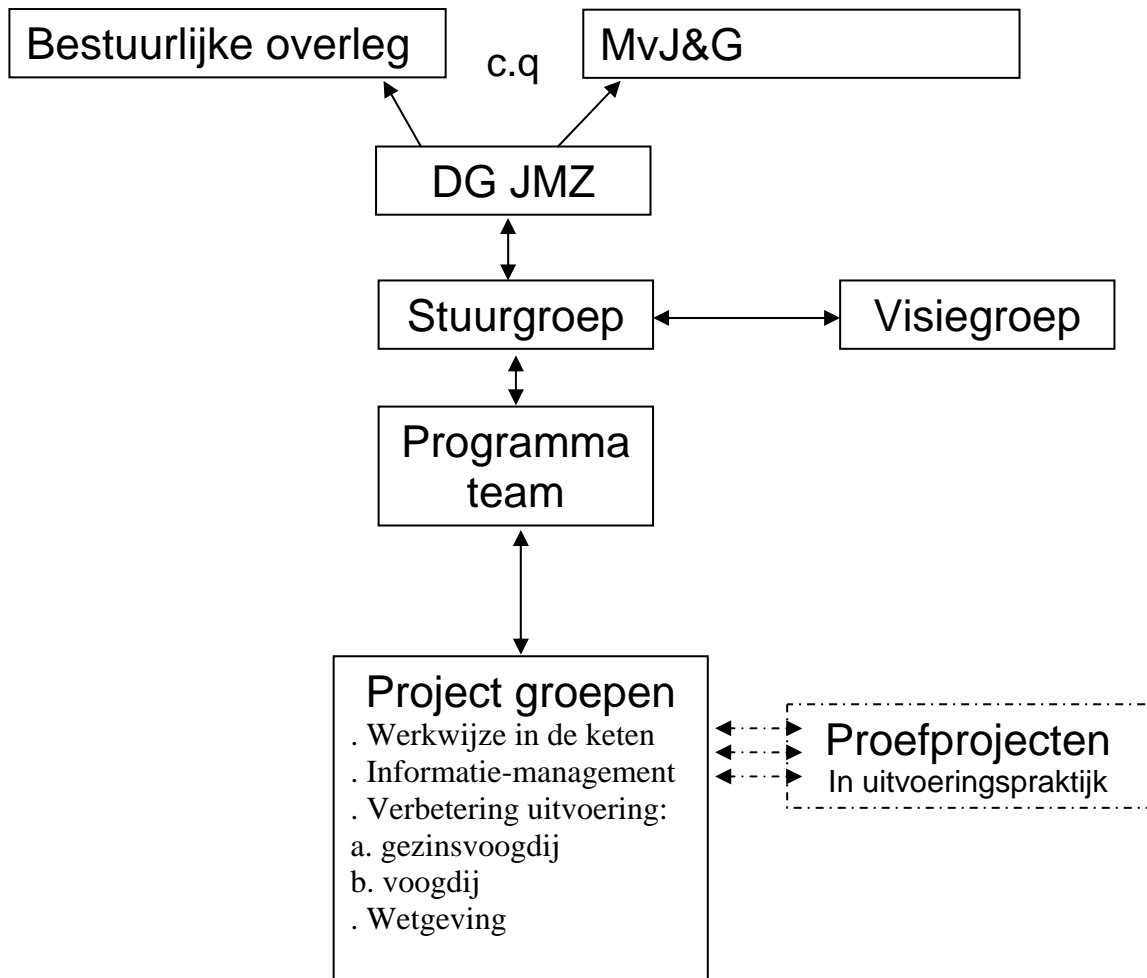 Bestuurlijke overleg
c.q
MvJ&G
DG JMZ
Stuurgroep
Visiegroep
Programma
team
Project groepen
. Werkwijze in de keten
. Informatie-management
. Verbetering uitvoering:
a. gezinsvoogdij
b. voogdij
. Wetgeving
Proefprojecten
In uitvoeringspraktijk